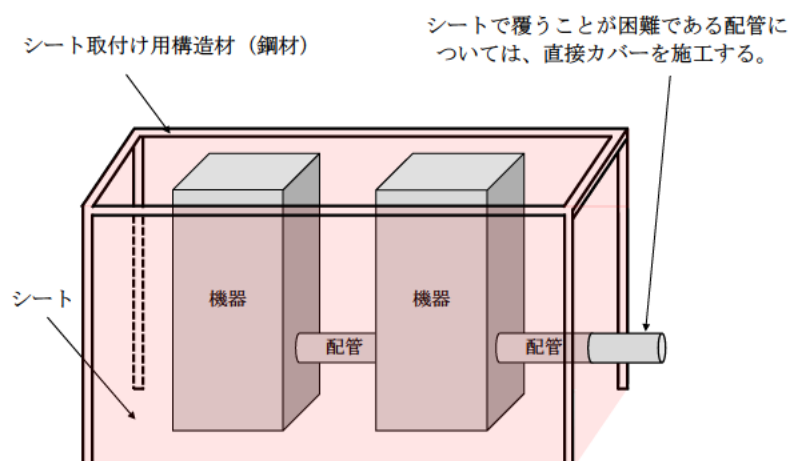 シート取付け用構造材（鋼材）
シートで覆うことが困難である配管に
ついては、直接カバーを施工する。
機器
機器
シート
配管
配管